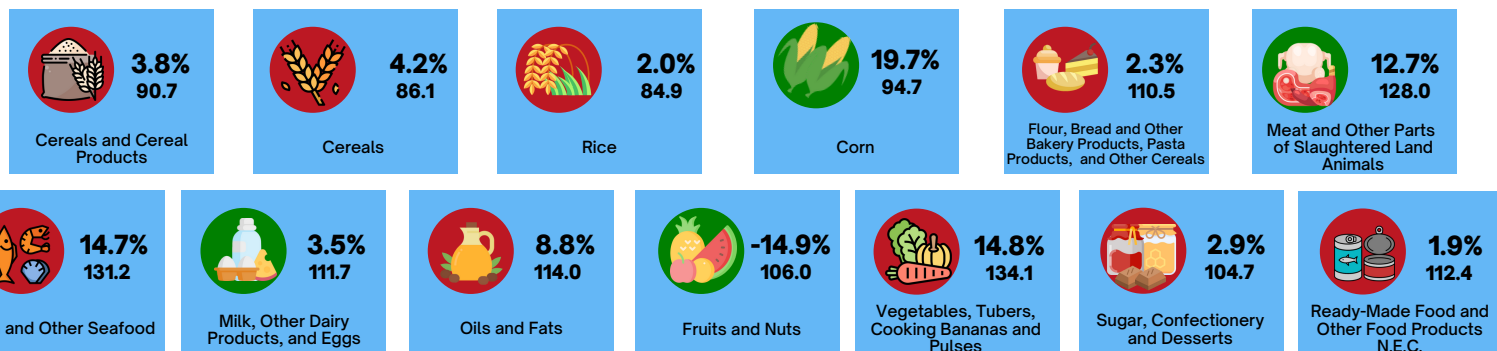 3.8%
90.7
Cereals and Cereal
Products
4.2%
86.1
Cereals
2.0%
84.9
Rice
19.7%
94.7
Corn
2.3%
110.5
Flour, Bread and Other
Bakery Products, Pasta
Products, and Other Cereals
12.7%
128.0
Meat and Other Parts
of Slaughtered Land
Animals
14.7%
131.2
and Other Seafood
3.5%
111.7
Milk, Other Dairy
Products, and Eggs
8.8%
114.0
Oils and Fats
-14.9%
106.0
Fruits and Nuts
14.8%
134.1
Vegetables, Tubers,
Cooking Bananas and
Pulses
2.9%
104.7
Sugar, Confectionery
and Desserts
1.9%
112.4
Ready-Made Food and
Other Food Products
N.E.C.